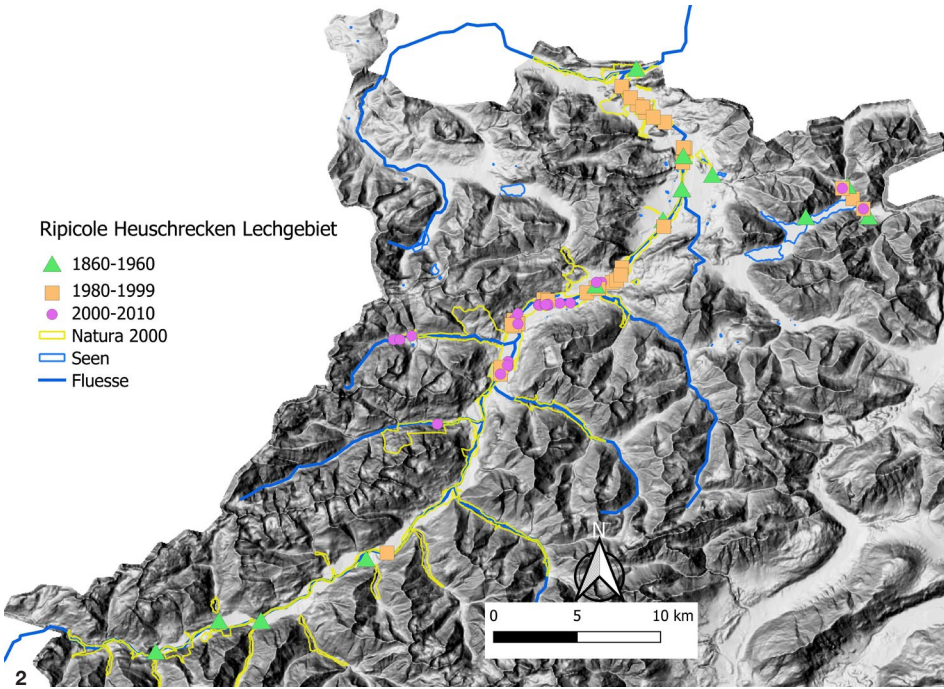 Ripicole Heuschrecken Lechgebiet
1860-1960
1980-1999
2000-2010
Natura 2000
Seen
Fluesse
N
0 5 10 km
2